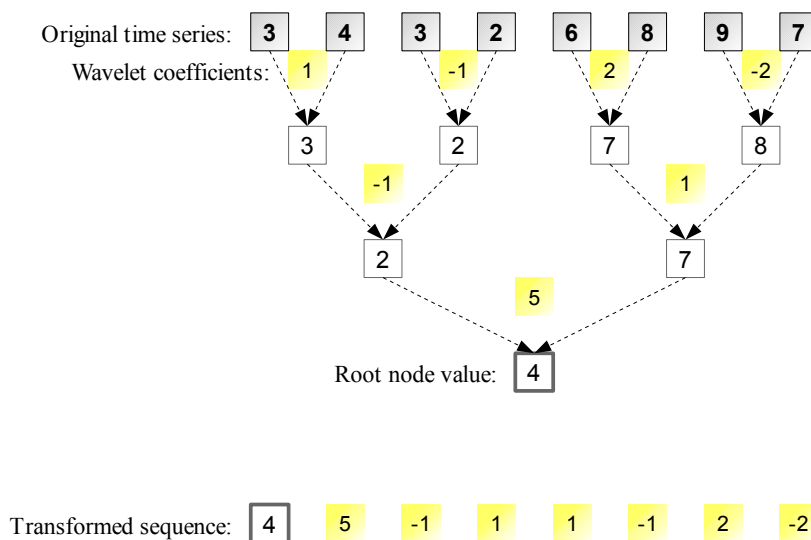 Original time series: 3 4 3 2 6 8 9 7
Wavelet coefficients: 1 -1 2 -2
3 2 7 8
-1 1
2 7
5
Root node value: 4
Transformed sequence: 4 5 -1 1 1 -1 2 -2